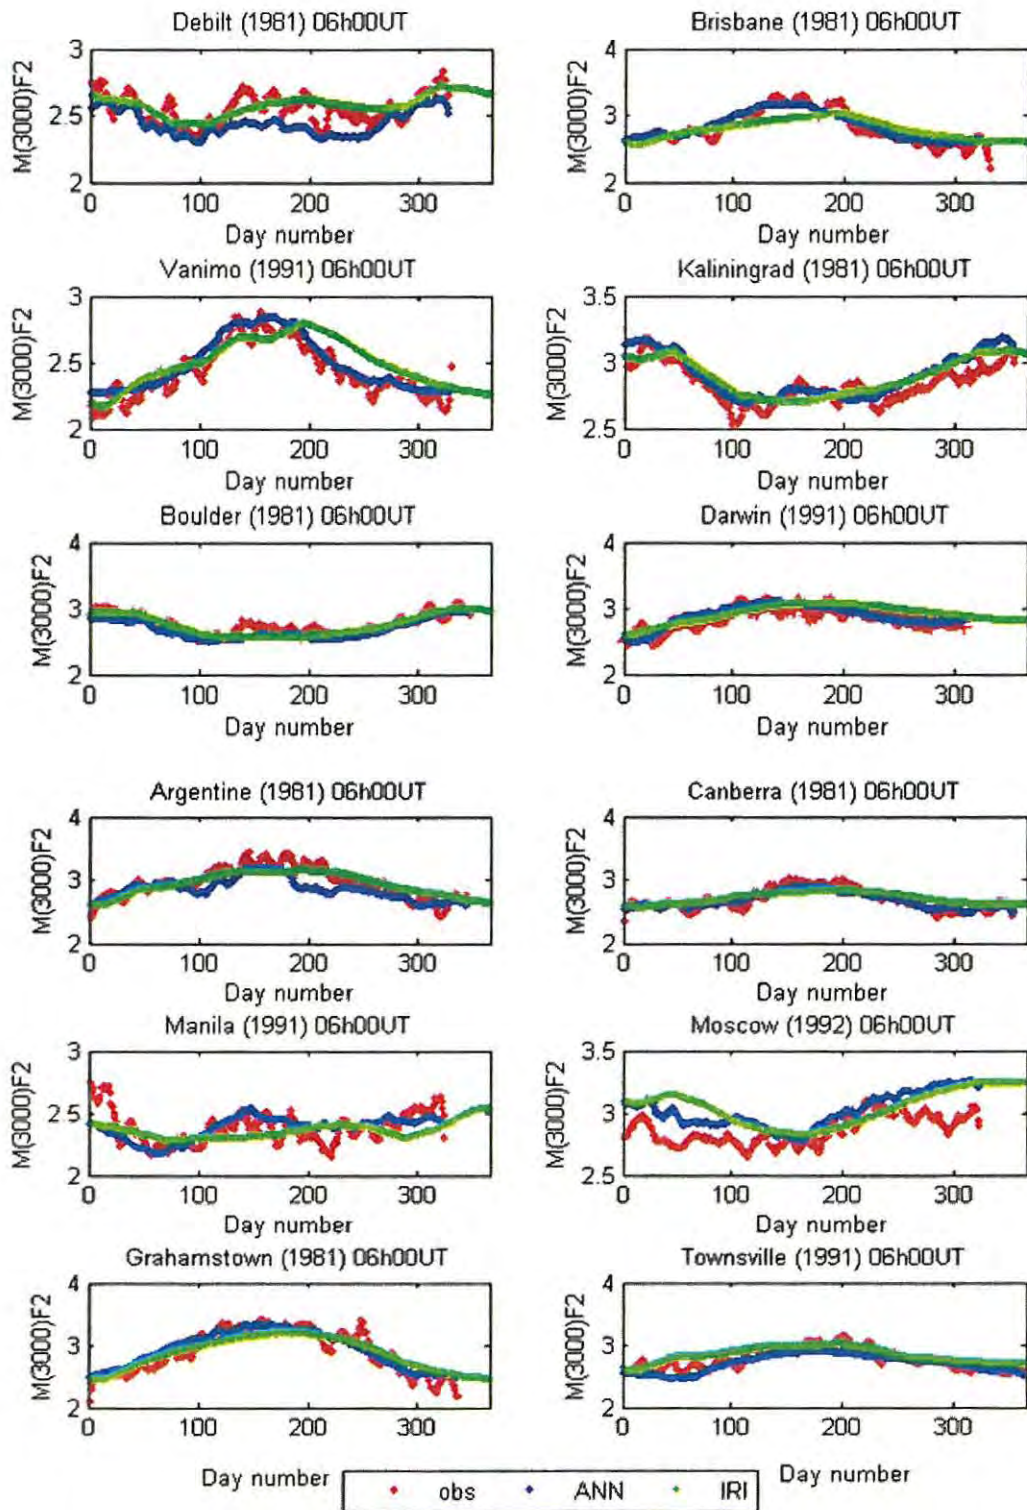 Debilt (1981) 06h00UT
M(3000)F2
3
2.5
2
0 100 200 300
Day number
Brisbane (1981) 06h00UT
M(3000)F2
4
3
2
0 100 200 300
Day number
Vanimo (1991) 06h00UT
M(3000)F2
3
2.5
2
0 100 200 300
Day number
Kaliningrad (1981) 06h00UT
M(3000)F2
3.5
3
2.5
0 100 200 300
Day number
Boulder (1981) 06h00UT
M(3000)F2
4
3
2
0 100 200 300
Day number
Darwin (1991) 06h00UT
M(3000)F2
4
3
2
0 100 200 300
Day number
Argentine (1981) 06h00UT
M(3000)F2
4
3
2
0 100 200 300
Day number
Canberra (1981) 06h00UT
M(3000)F2
4
3
2
0 100 200 300
Day number
Manila (1991) 06h00UT
M(3000)F2
3
2.5
2
0 100 200 300
Day number
Moscow (1992) 06h00UT
M(3000)F2
3.5
3
2.5
0 100 200 300
Day number
Grahamstown (1981) 06h00UT
M(3000)F2
4
3
2
0 100 200 300
Day number
Townsville (1991) 06h00UT
M(3000)F2
4
3
2
0 100 200 300
Day number
obs ANN IRI